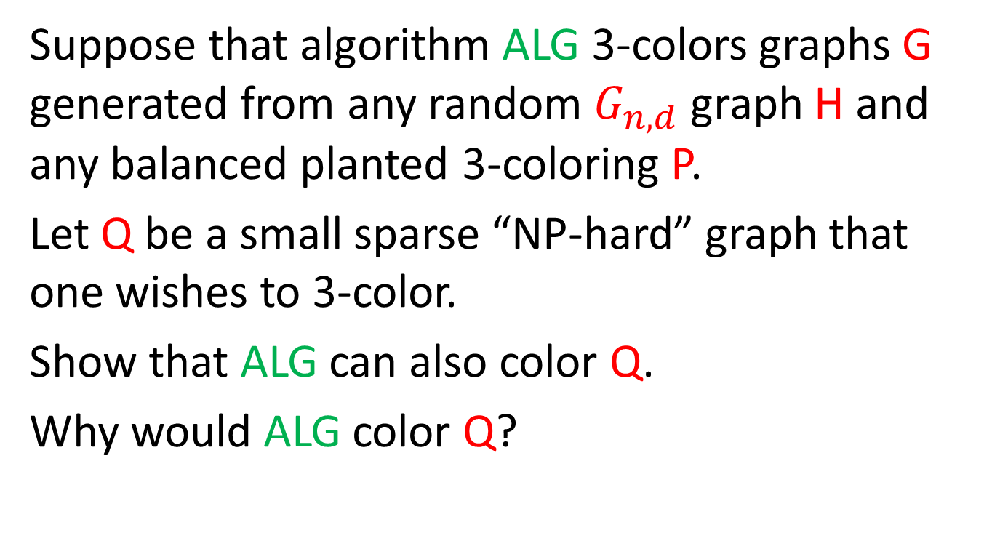 Suppose that algorithm ALG 3-colors graphs G
generated from any random G_{n,d} graph H and
any balanced planted 3-coloring P.
Let Q be a small sparse “NP-hard” graph that
one wishes to 3-color.
Show that ALG can also color Q.
Why would ALG color Q?